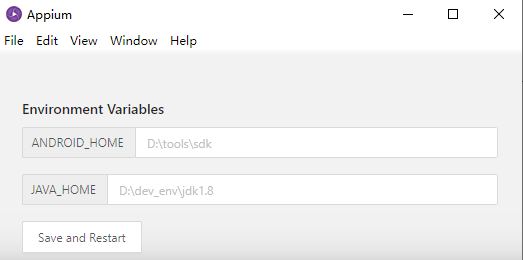 Appium
File Edit View Window Help
Environment Variables
ANDROID_HOME D:\tools\sdk
JAVA_HOME D:\dev_env\jdk1.8
Save and Restart